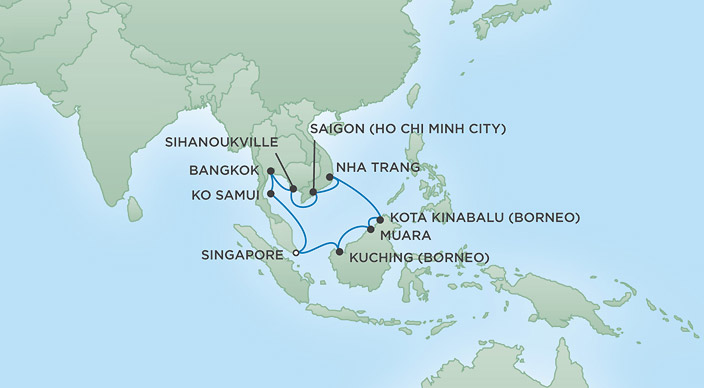 SAIGON (HO CHI MINH CITY)
SIHANOUKVILLE
BANGKOK
NHA TRANG
KO SAMUI
KOTA KINABALU (BORNEO)
MUARA
SINGAPORE
KUCHING (BORNEO)